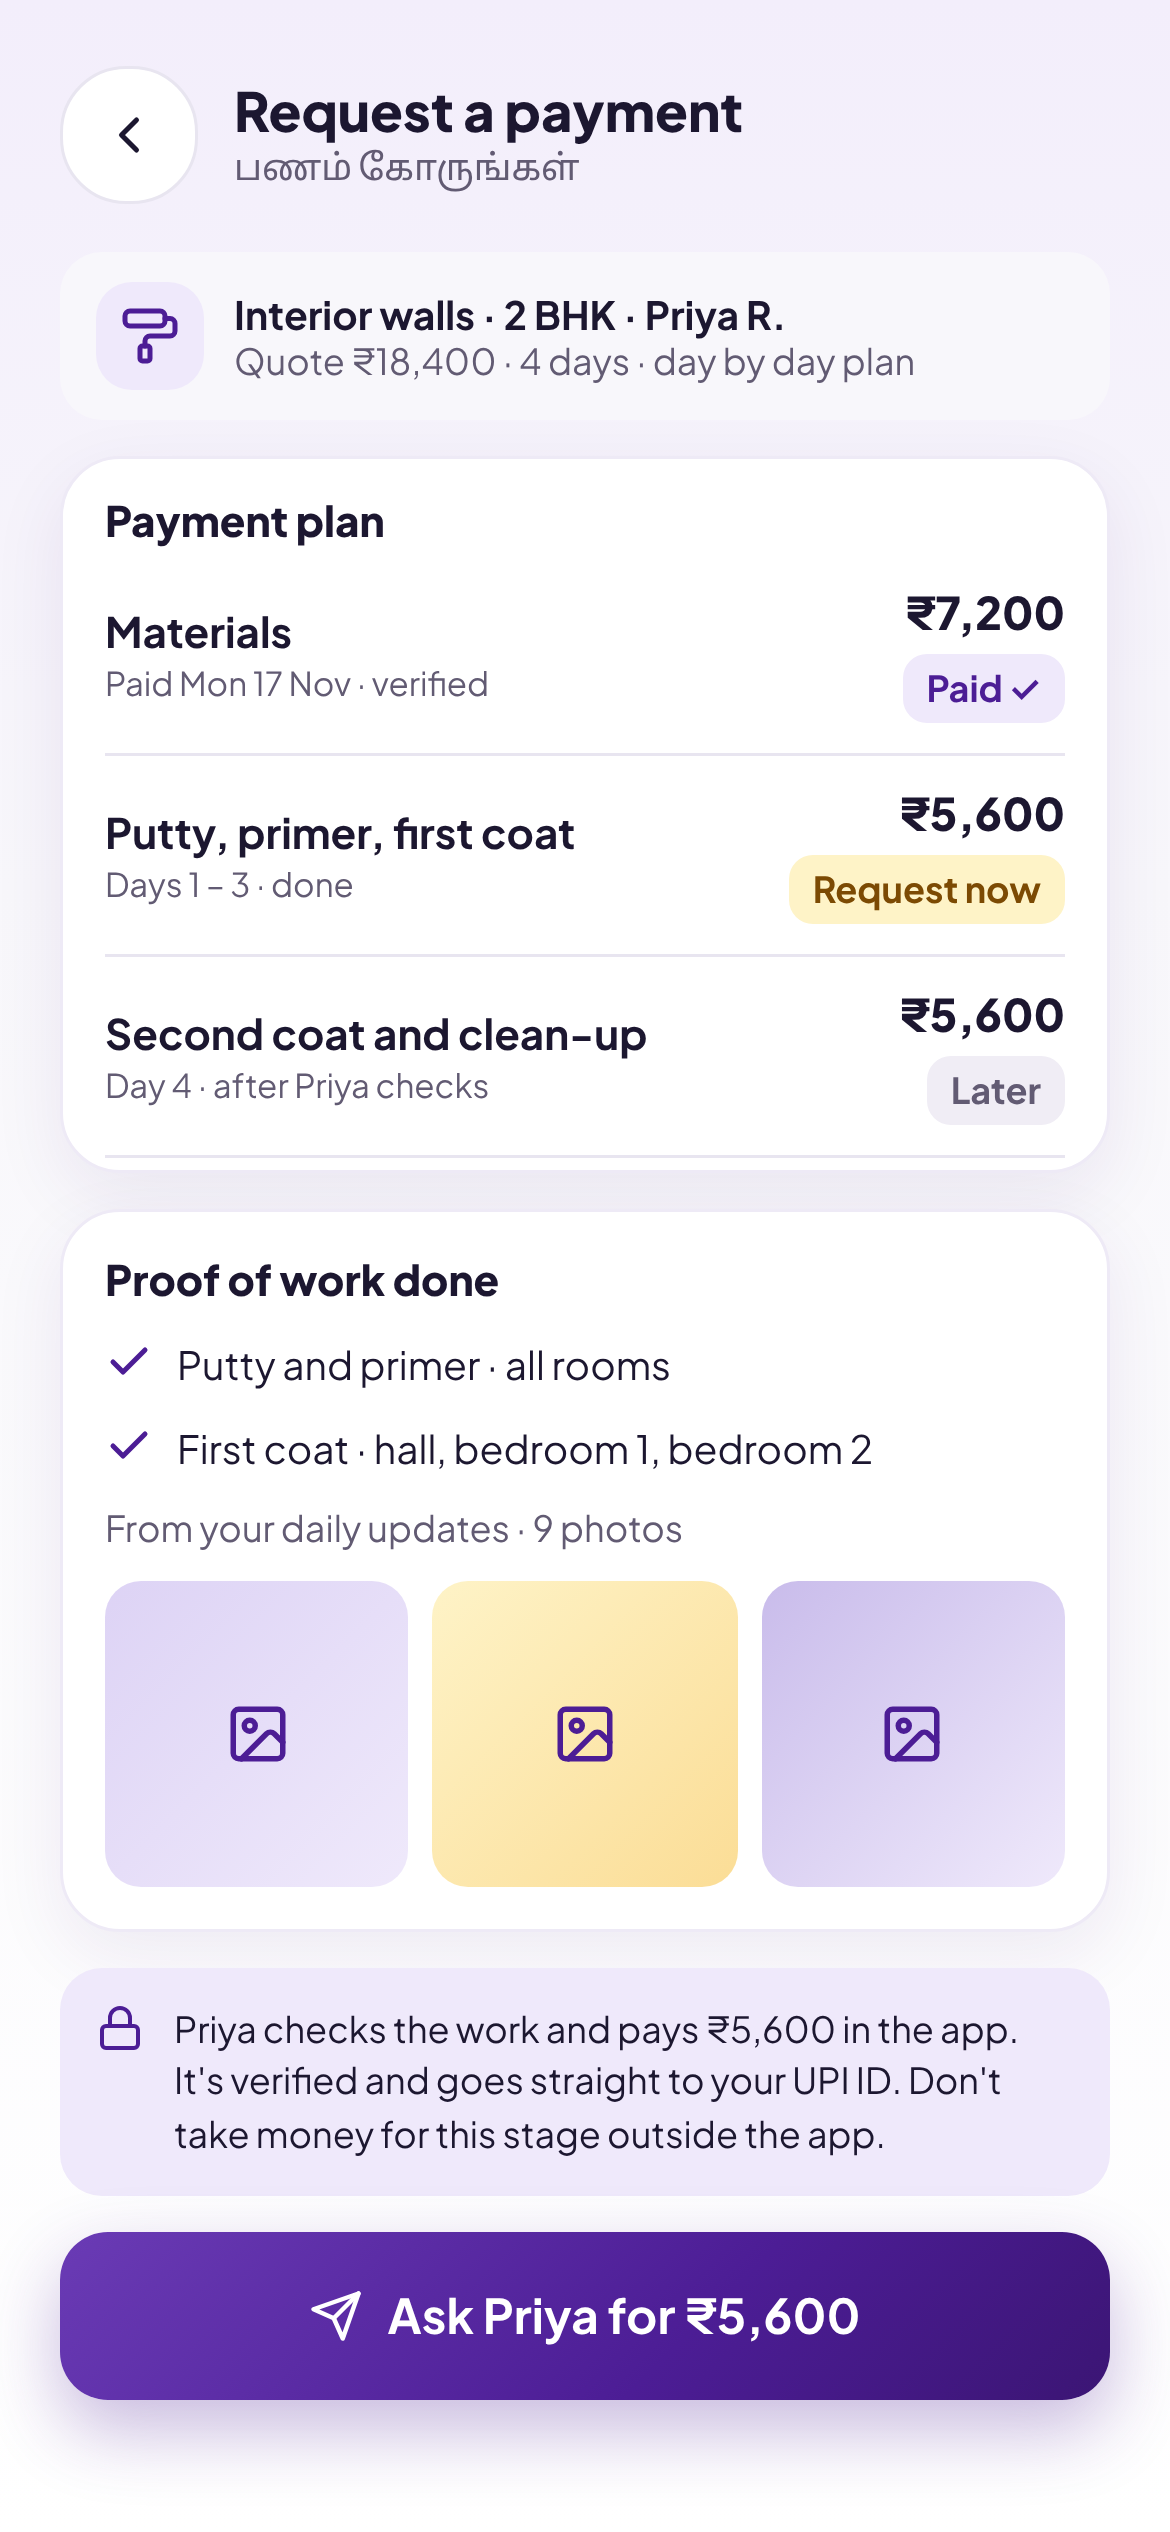 Request a payment
பணம் கோருங்கள்
Interior walls · 2 BHK · Priya R.
Quote ₹18,400 · 4 days · day by day plan
Payment plan
Materials
₹7,200
Paid Mon 17 Nov · verified
Paid ✓
Putty, primer, first coat
₹5,600
Days 1 – 3 · done
Request now
Second coat and clean-up
₹5,600
Day 4 · after Priya checks
Later
Proof of work done
Putty and primer · all rooms
First coat · hall, bedroom 1, bedroom 2
From your daily updates · 9 photos
Priya checks the work and pays ₹5,600 in the app.
It's verified and goes straight to your UPI ID. Don't
take money for this stage outside the app.
Ask Priya for ₹5,600